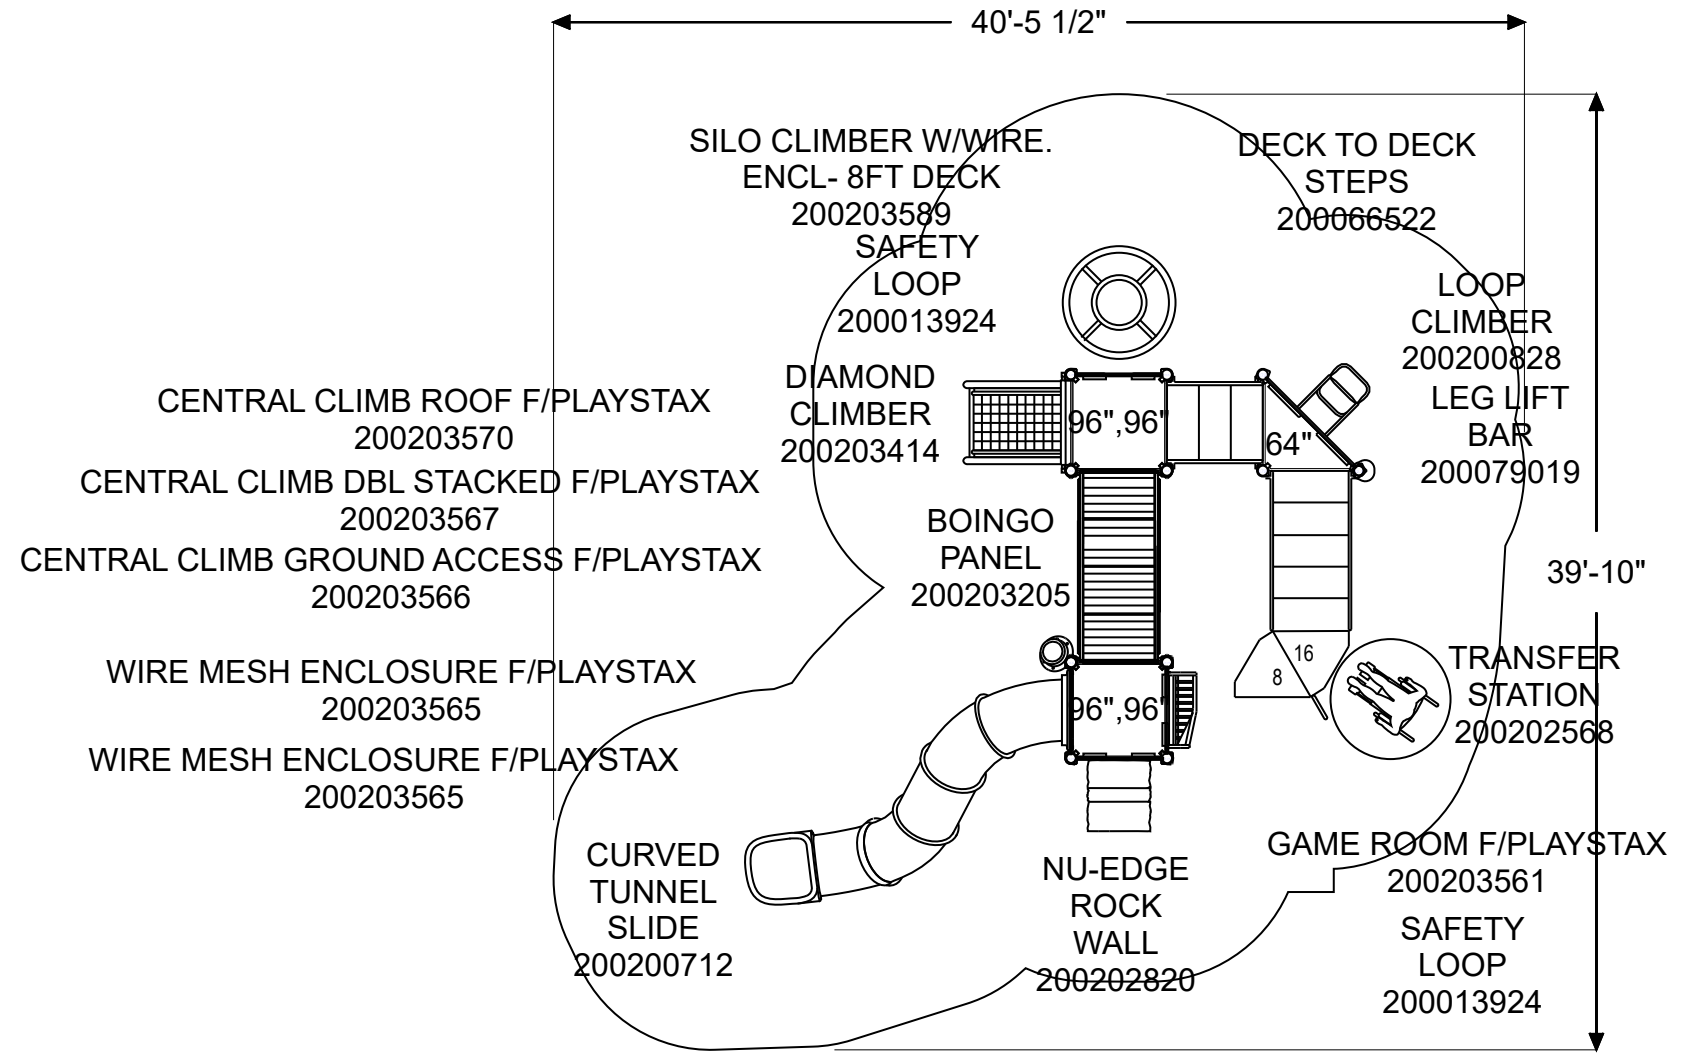 40'-5 1/2"
SILO CLIMBER W/WIRE.
ENCL- 8FT DECK
200203589
DECK TO DECK
STEPS
200066522
SAFETY
LOOP
200013924
LOOP
CLIMBER
200200828
DIAMOND
CLIMBER
200203414
CENTRAL CLIMB ROOF F/PLAYSTAX
200203570
96",96"
64"
LEG LIFT
BAR
200079019
CENTRAL CLIMB DBL STACKED F/PLAYSTAX
200203567
CENTRAL CLIMB GROUND ACCESS F/PLAYSTAX
200203566
BOINGO
PANEL
200203205
39'-10"
WIRE MESH ENCLOSURE F/PLAYSTAX
200203565
16
8
TRANSFER
STATION
200202568
96",96"
WIRE MESH ENCLOSURE F/PLAYSTAX
200203565
CURVED
TUNNEL
SLIDE
200200712
NU-EDGE
ROCK
WALL
200202820
GAME ROOM F/PLAYSTAX
200203561
SAFETY
LOOP
200013924